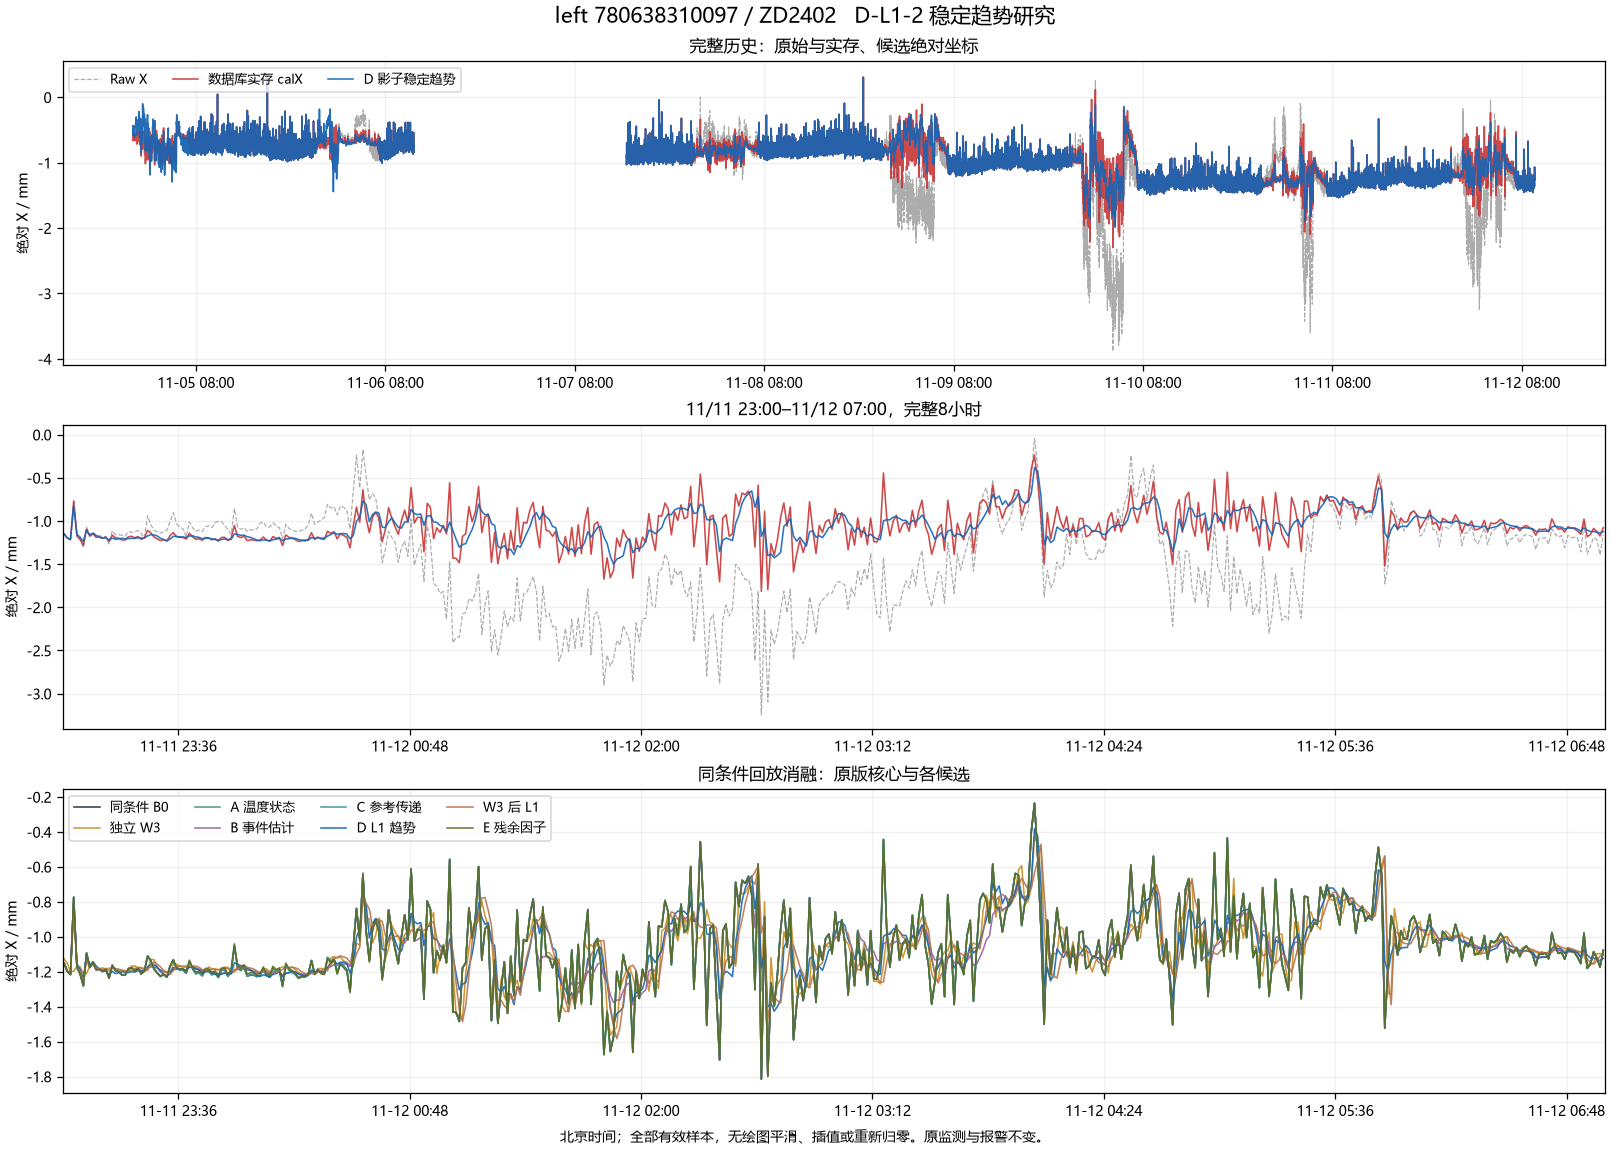 left 780638310097 / ZD2402   D-L1-2 稳定趋势研究
完整历史：原始与实存、候选绝对坐标
Raw X   数据库实存 calX   D 影子稳定趋势
绝对 X / mm
0
-1
-2
-3
-4
11-05 08:00   11-06 08:00   11-07 08:00   11-08 08:00   11-09 08:00   11-10 08:00   11-11 08:00   11-12 08:00
11/11 23:00–11/12 07:00，完整8小时
绝对 X / mm
0.0
-0.5
-1.0
-1.5
-2.0
-2.5
-3.0
11-11 23:36   11-12 00:48   11-12 02:00   11-12 03:12   11-12 04:24   11-12 05:36   11-12 06:48
同条件回放消融：原版核心与各候选
同条件 B0   A 温度状态   C 参考传递   W3 后 L1
独立 W3   B 事件估计   D L1 趋势   E 残余因子
绝对 X / mm
-0.2
-0.4
-0.6
-0.8
-1.0
-1.2
-1.4
-1.6
-1.8
11-11 23:36   11-12 00:48   11-12 02:00   11-12 03:12   11-12 04:24   11-12 05:36   11-12 06:48
北京时间；全部有效样本，无绘图平滑、插值或重新归零。原监测与报警不变。